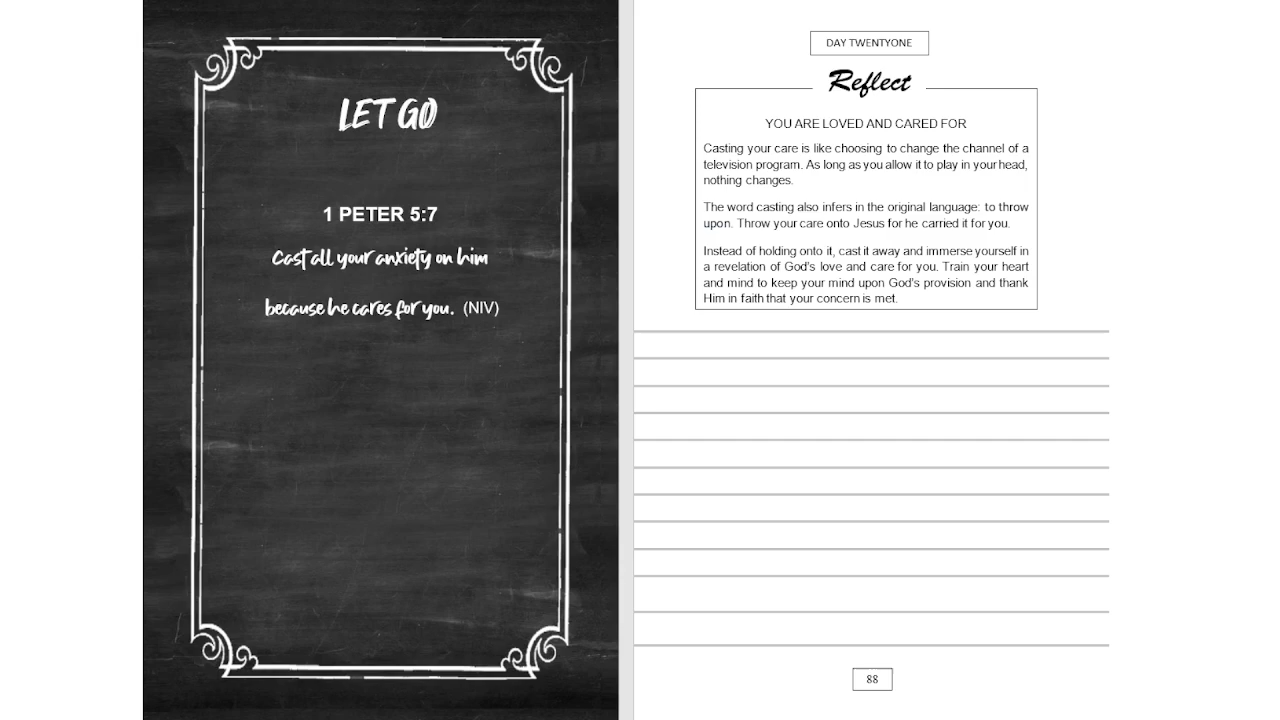 LET GO
1 PETER 5:7
Cast all your anxiety on him
because he cares for you. (NIV)
DAY TWENTYONE
Reflect
YOU ARE LOVED AND CARED FOR
Casting your care is like choosing to change the channel of a
television program. As long as you allow it to play in your head,
nothing changes.
The word casting also infers in the original language: to throw
upon. Throw your care onto Jesus for he carried it for you.
Instead of holding onto it, cast it away and immerse yourself in
a revelation of God's love and care for you. Train your heart
and mind to keep your mind upon God's provision and thank
Him in faith that your concern is met.
88